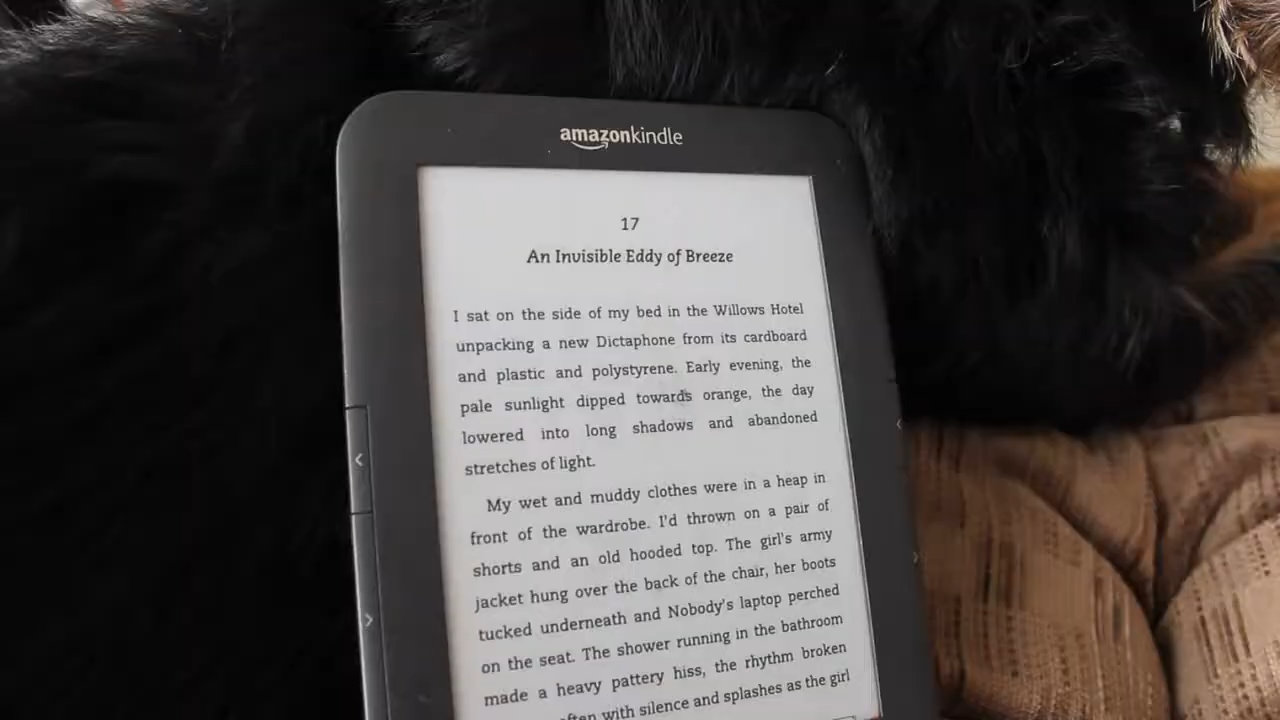 amazonkindle
17
An Invisible Eddy of Breeze
I sat on the side of my bed in the Willows Hotel
unpacking a new Dictaphone from its cardboard
and plastic and polystyrene. Early evening, the
pale sunlight dipped towards orange, the day
lowered into long shadows and abandoned
stretches of light.
My wet and muddy clothes were in a heap in
front of the wardrobe. I'd thrown on a pair of
shorts and an old hooded top. The girl's army
jacket hung over the back of the chair, her boots
tucked underneath and Nobody's laptop perched
on the seat. The shower running in the bathroom
made a heavy pattery hiss, the rhythm broken
often with silence and splashes as the girl